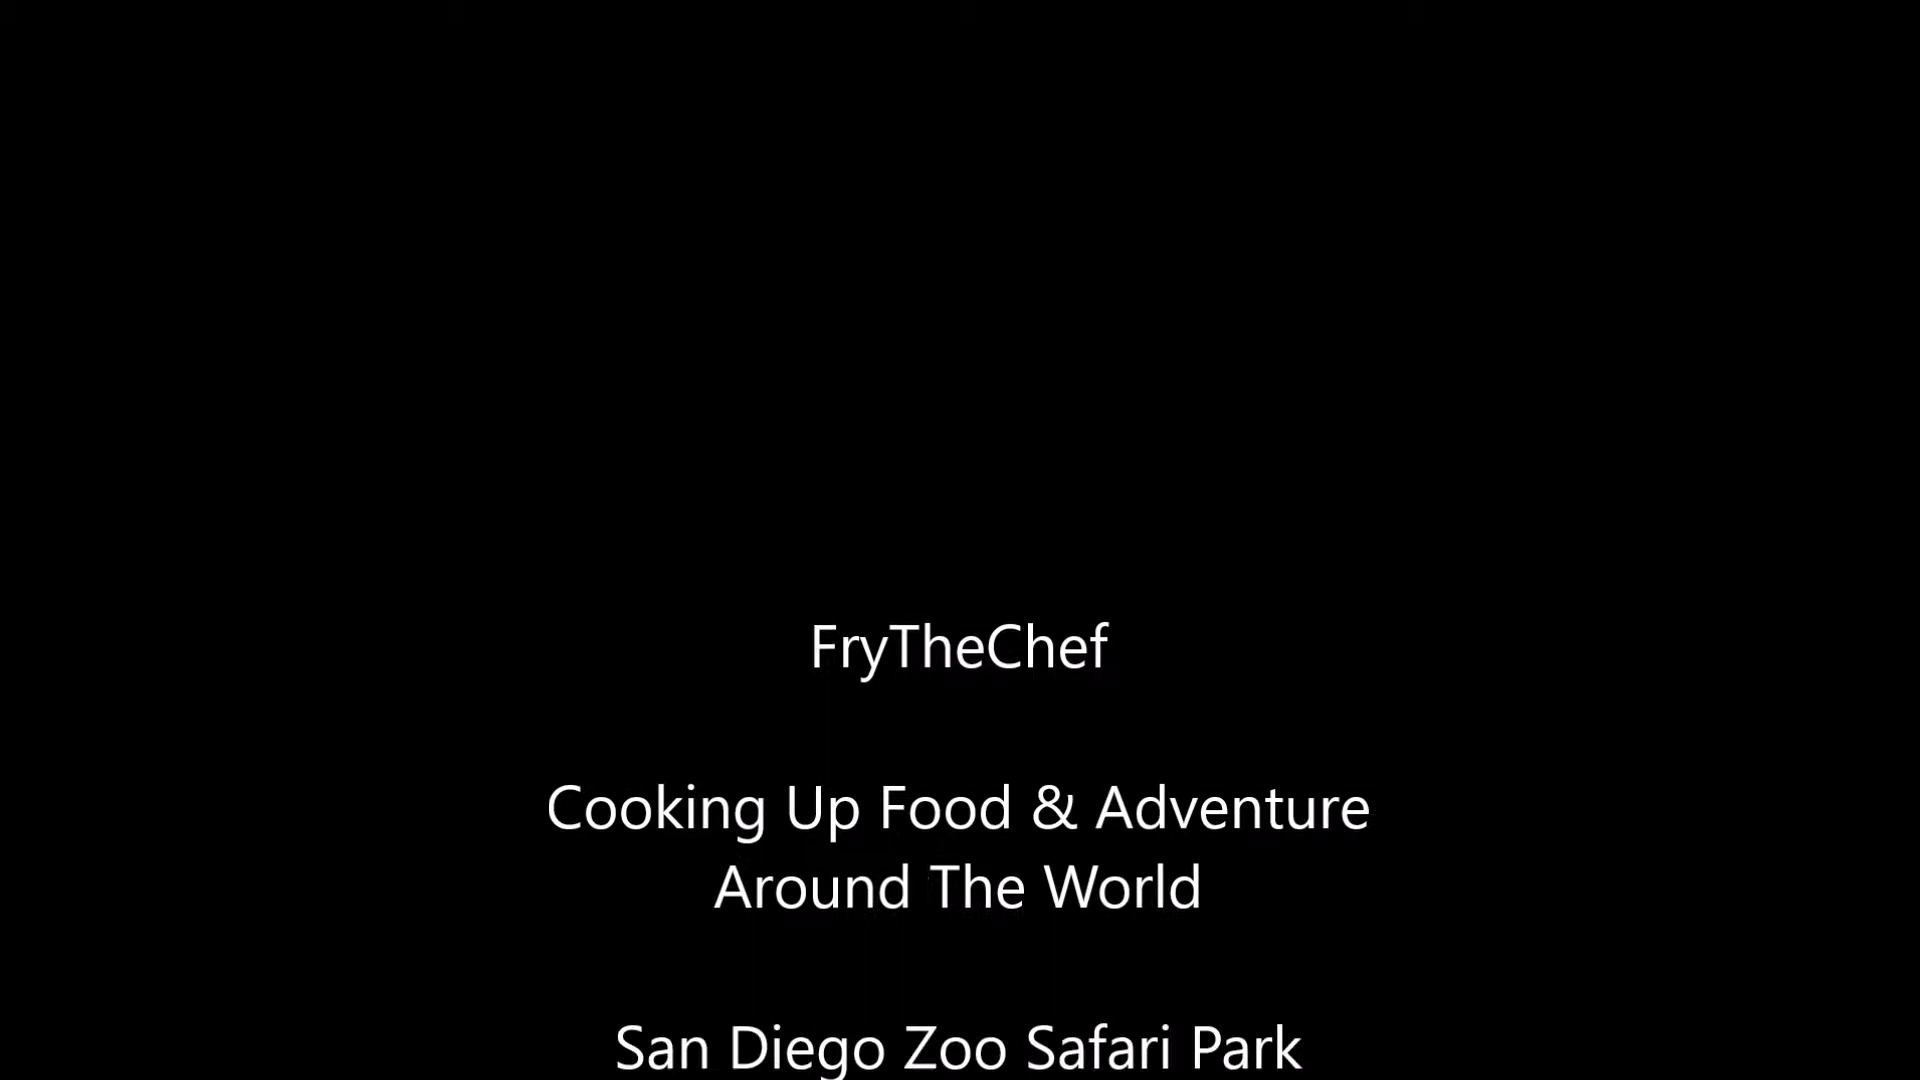 FryTheChef
Cooking Up Food & Adventure
Around The World
San Diego Zoo Safari Park